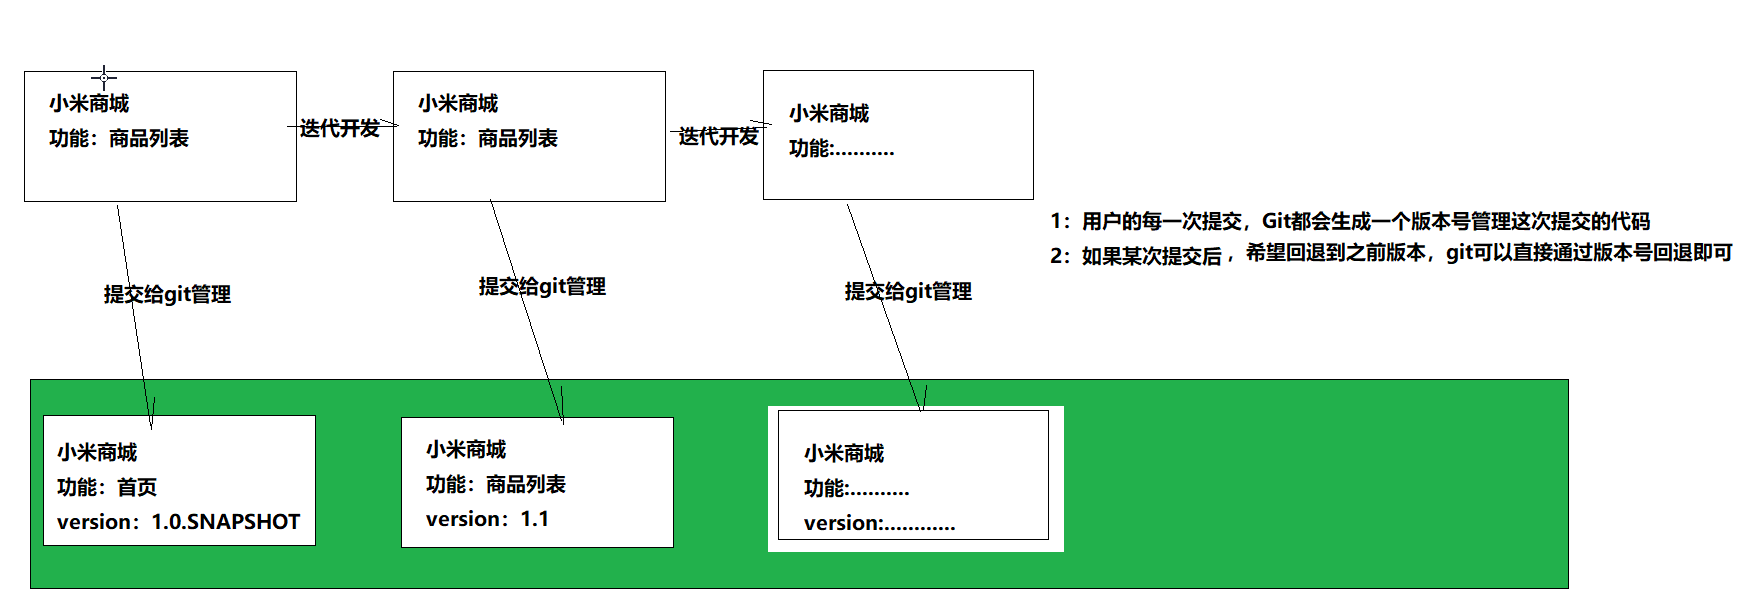 小米商城
功能：商品列表
迭代开发
小米商城
功能：商品列表
迭代开发
小米商城
功能:..........
1：用户的每一次提交，Git都会生成一个版本号管理这次提交的代码
2：如果某次提交后，希望回退到之前版本，git可以直接通过版本号回退即可
提交给git管理
提交给git管理
提交给git管理
小米商城
功能：首页
version：1.0.SNAPSHOT
小米商城
功能：商品列表
version：1.1
小米商城
功能:..........
version:............